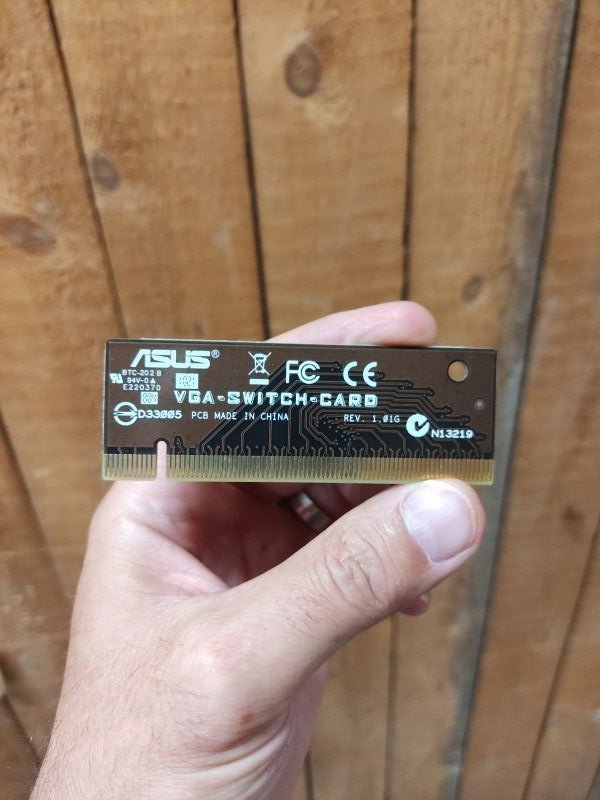 ASUS®
BTC-202 B
94V-0
E220370
FC CE
VGA-SWITCH-CARD
D33005 PCB MADE IN CHINA REV. 1.01G
N13219